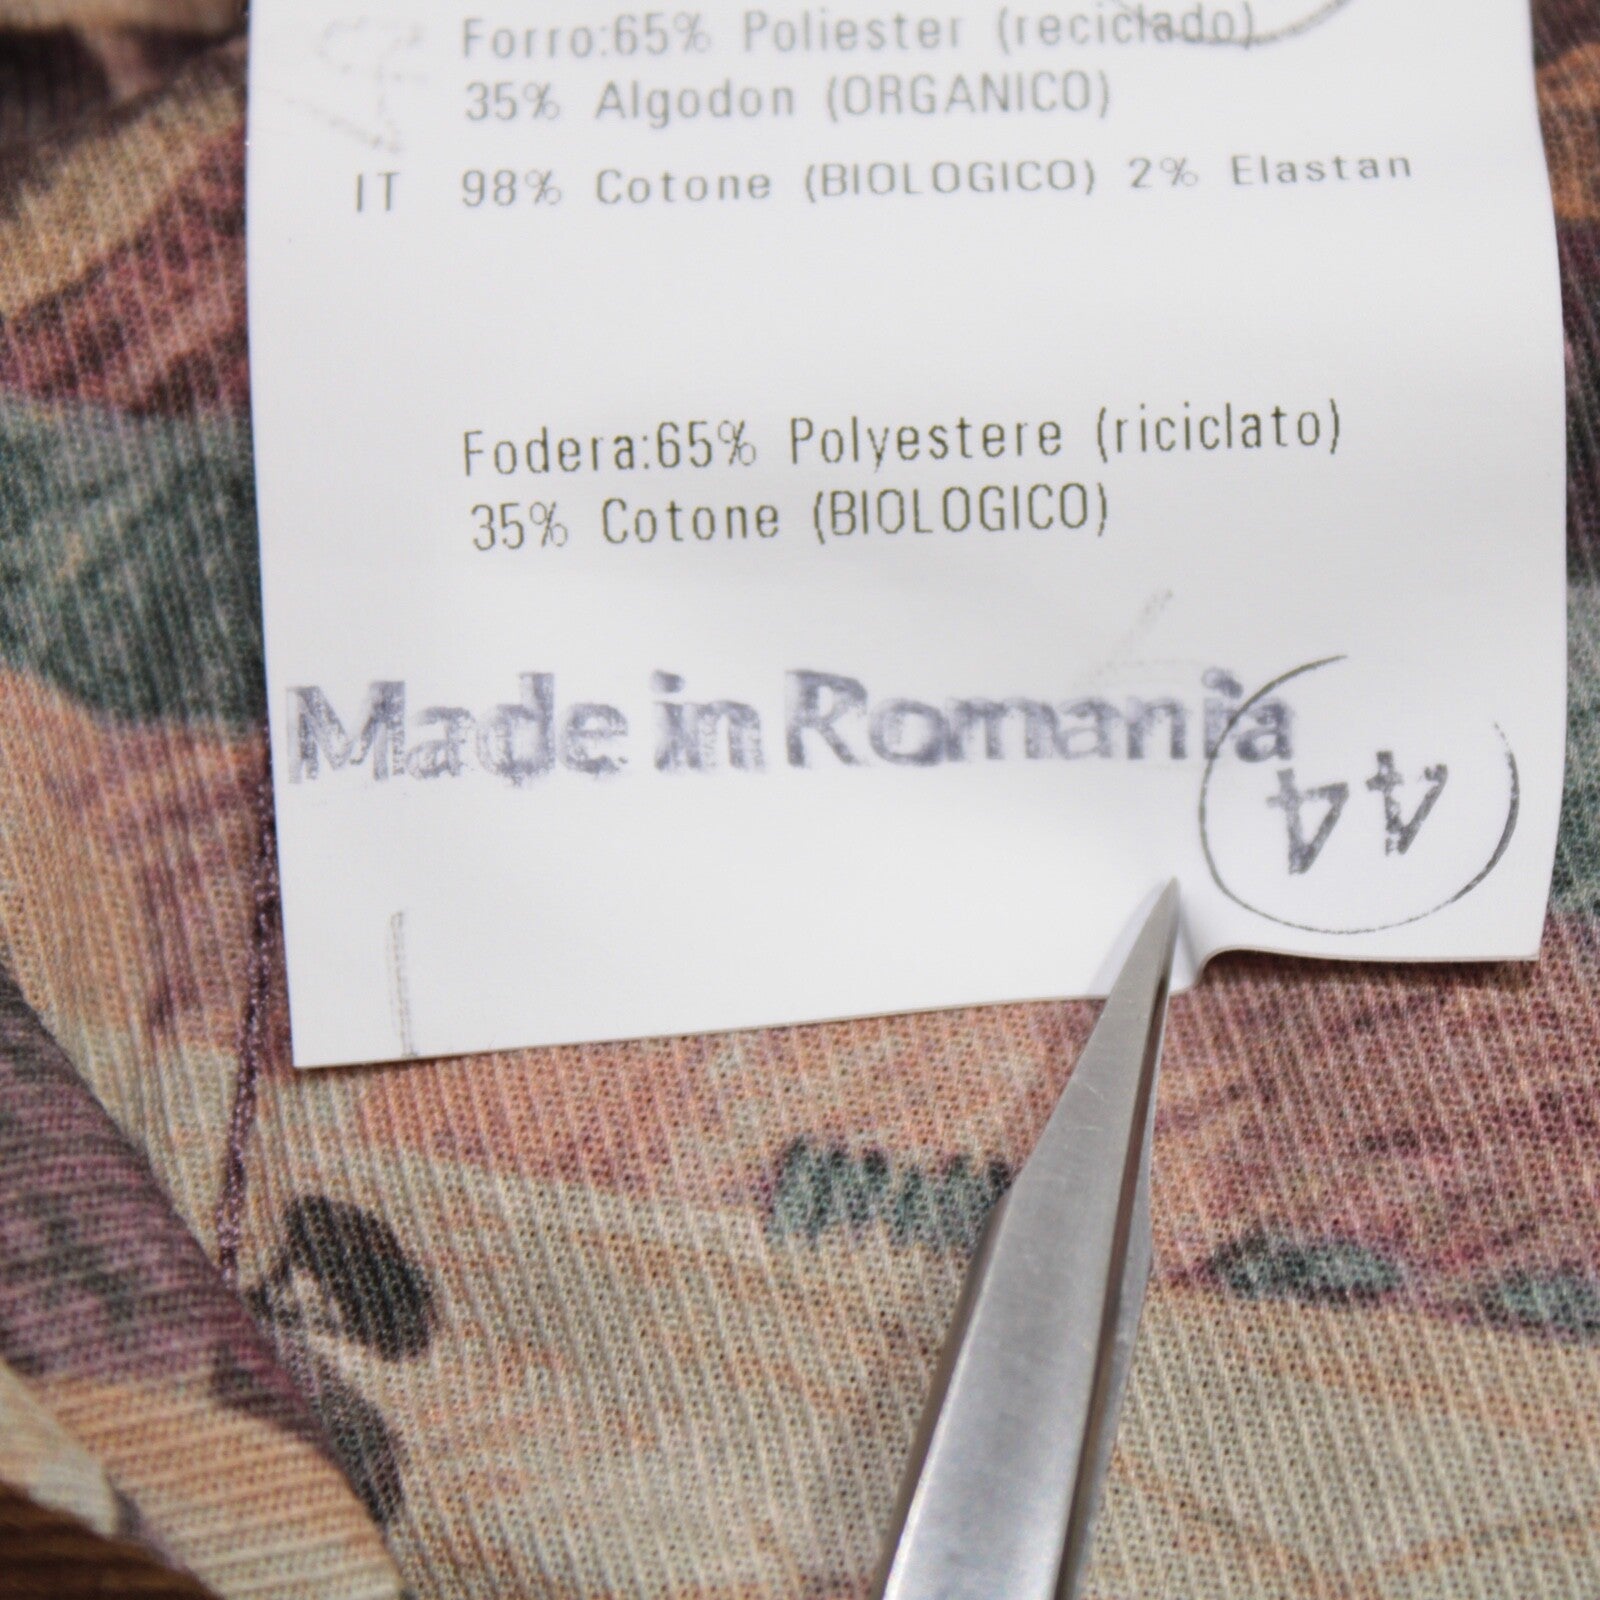 Forro:65% Poliester (reciclado)
35% Algodon (ORGANICO)
IT 98% Cotone (BIOLOGICO) 2% Elastan
Fodera:65% Polyestere (riciclato)
35% Cotone (BIOLOGICO)
Made in Romania
44